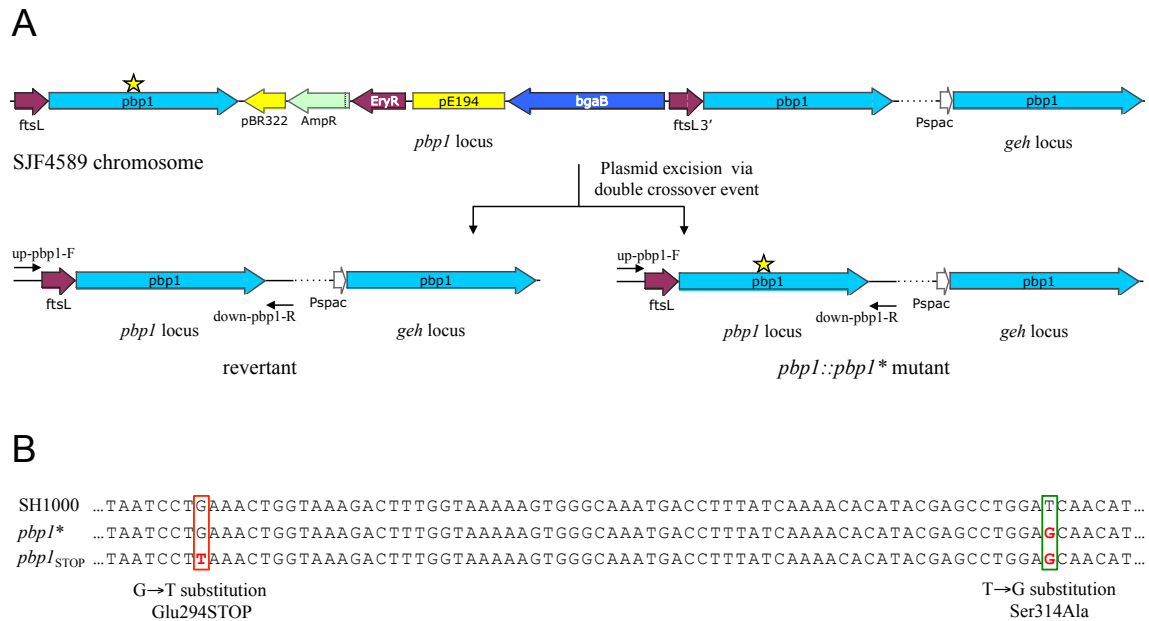 A
pbp1
EryR
pE194
bgaB
pbp1
pbp1
ftsL
pBR322
AmpR
ftsL3′
Pspac
pbp1 locus
geh locus
SJF4589 chromosome
Plasmid excision via
double crossover event
up-pbp1-F
up-pbp1-F
pbp1
pbp1
pbp1
pbp1
ftsL
Pspac
ftsL
Pspac
down-pbp1-R
down-pbp1-R
pbp1 locus
geh locus
pbp1 locus
geh locus
revertant
pbp1::pbp1* mutant
B
SH1000 ...TAATCCTGAAACTGGTAAAGACTTTGGTAAAAAGTGGGCAAATGACCTTTATCAAAACACATACGAGCCTGGATCAACAT...
pbp1* ...TAATCCTGAAACTGGTAAAGACTTTGGTAAAAAGTGGGCAAATGACCTTTATCAAAACACATACGAGCCTGGAGCAACAT...
pbp1STOP ...TAATCCTTAAACTGGTAAAGACTTTGGTAAAAAGTGGGCAAATGACCTTTATCAAAACACATACGAGCCTGGAGCAACAT...
G→T substitution
Glu294STOP
T→G substitution
Ser314Ala